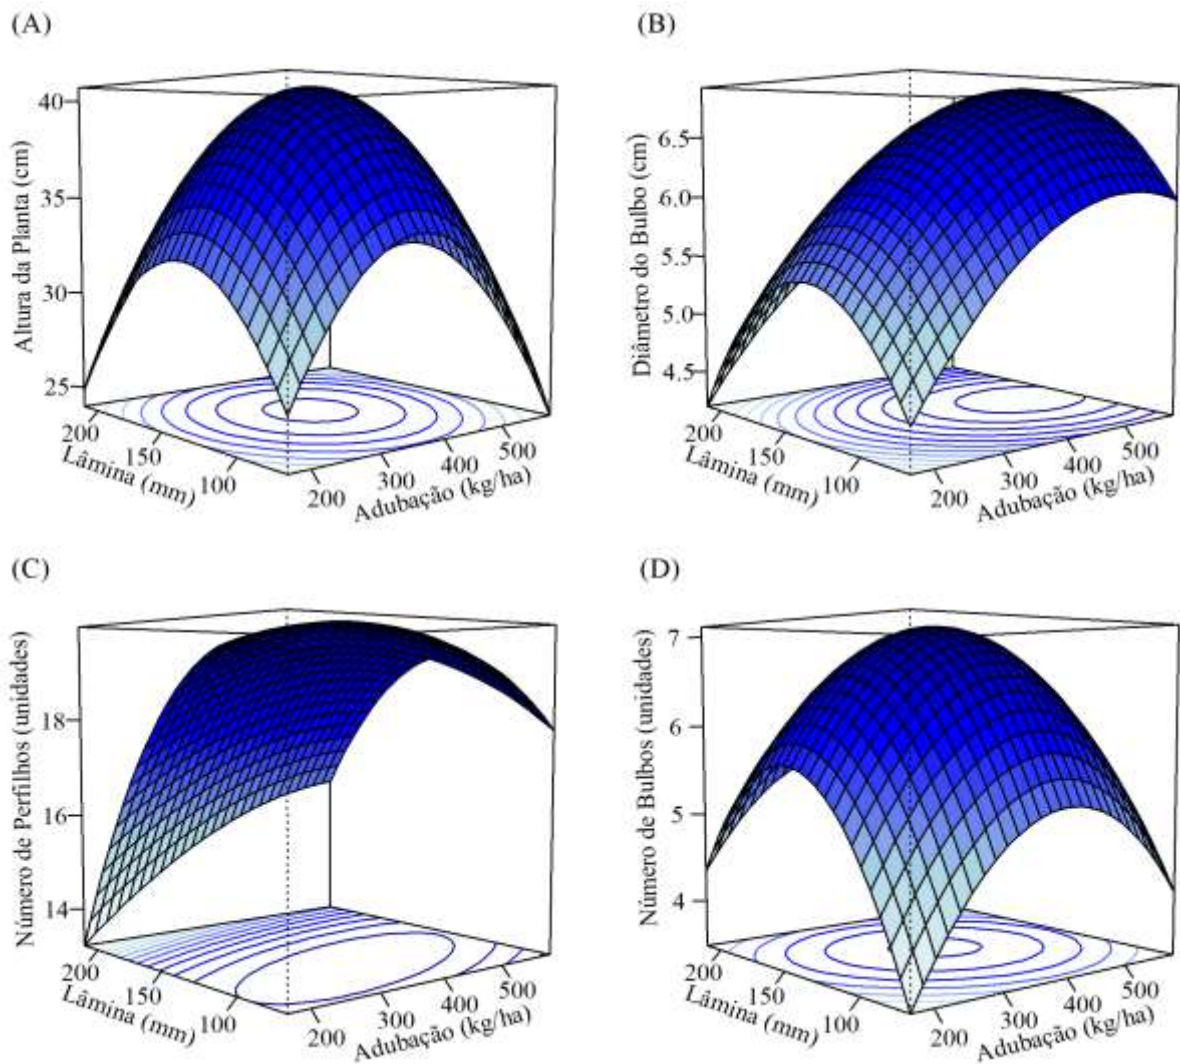 (A)
Altura da Planta (cm)
40
35
30
25
200
150
100
Lâmina (mm)
200
300
400
500
Adubação (kg/ha)
(B)
Diâmetro do Bulbo (cm)
6.5
6.0
5.5
5.0
4.5
200
150
100
Lâmina (mm)
200
300
400
500
Adubação (kg/ha)
(C)
Número de Perfilhos (unidades)
18
16
14
200
150
100
Lâmina (mm)
200
300
400
500
Adubação (kg/ha)
(D)
Número de Bulbos (unidades)
7
6
5
4
200
150
100
Lâmina (mm)
200
300
400
500
Adubação (kg/ha)